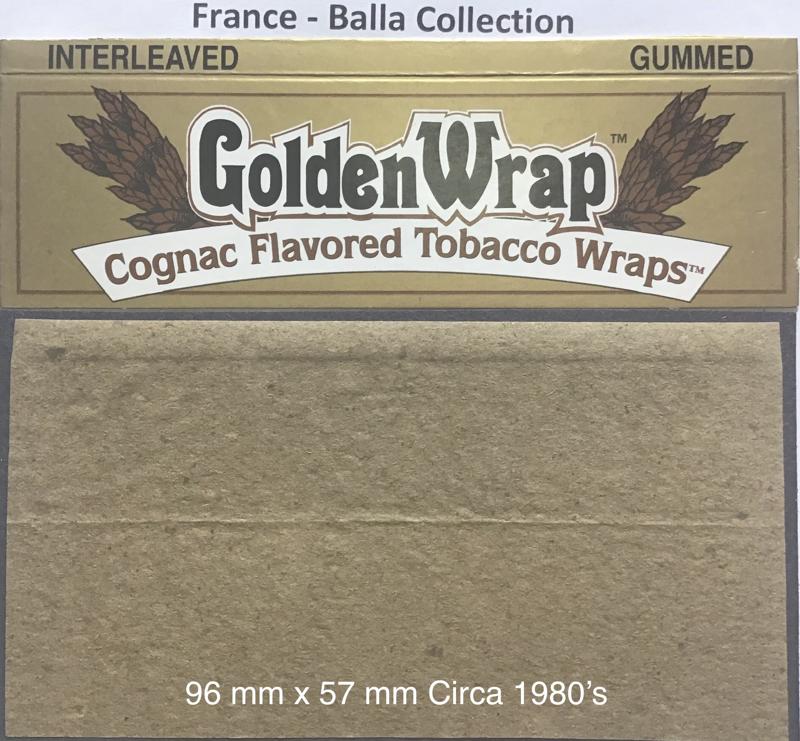 France - Balla Collection
INTERLEAVED GUMMED
GoldenWrap™
Cognac Flavored Tobacco Wraps™
96 mm x 57 mm Circa 1980's